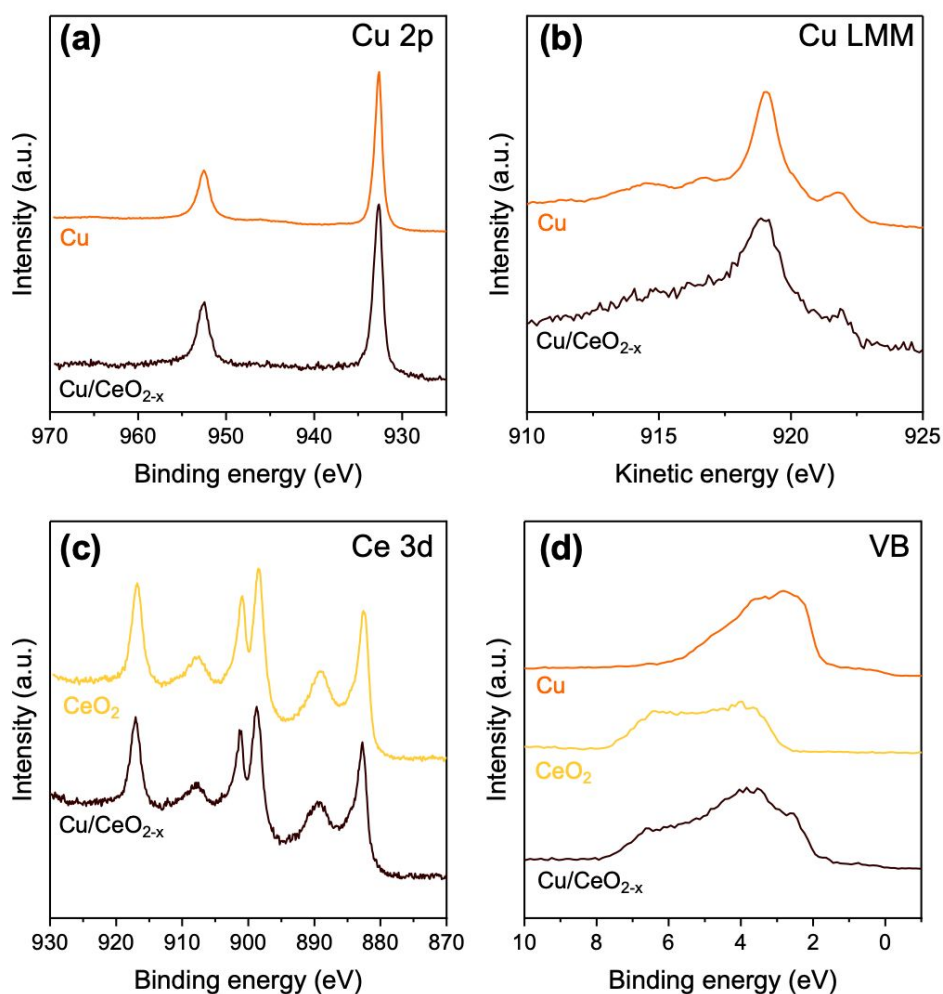 (a) Cu 2p
Intensity (a.u.)
Cu
Cu/CeO₂₋ₓ
970 960 950 940 930
Binding energy (eV)
(b) Cu LMM
Intensity (a.u.)
Cu
Cu/CeO₂₋ₓ
910 915 920 925
Kinetic energy (eV)
(c) Ce 3d
Intensity (a.u.)
CeO₂
Cu/CeO₂₋ₓ
930 920 910 900 890 880 870
Binding energy (eV)
(d) VB
Intensity (a.u.)
Cu
CeO₂
Cu/CeO₂₋ₓ
10 8 6 4 2 0
Binding energy (eV)